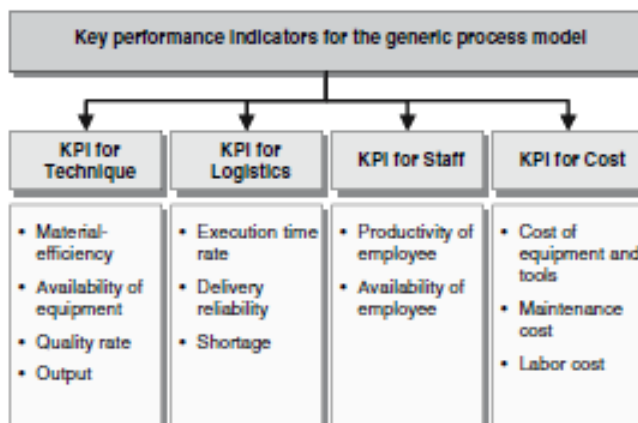 Key performance indicators for the generic process model
KPI for
Technique
KPI for
Logistics
KPI for Staff
KPI for Cost
• Material-
efficiency
• Availability of
equipment
• Quality rate
• Output
• Execution time
rate
• Delivery
reliability
• Shortage
• Productivity of
employee
• Availability of
employee
• Cost of
equipment and
tools
• Maintenance
cost
• Labor cost